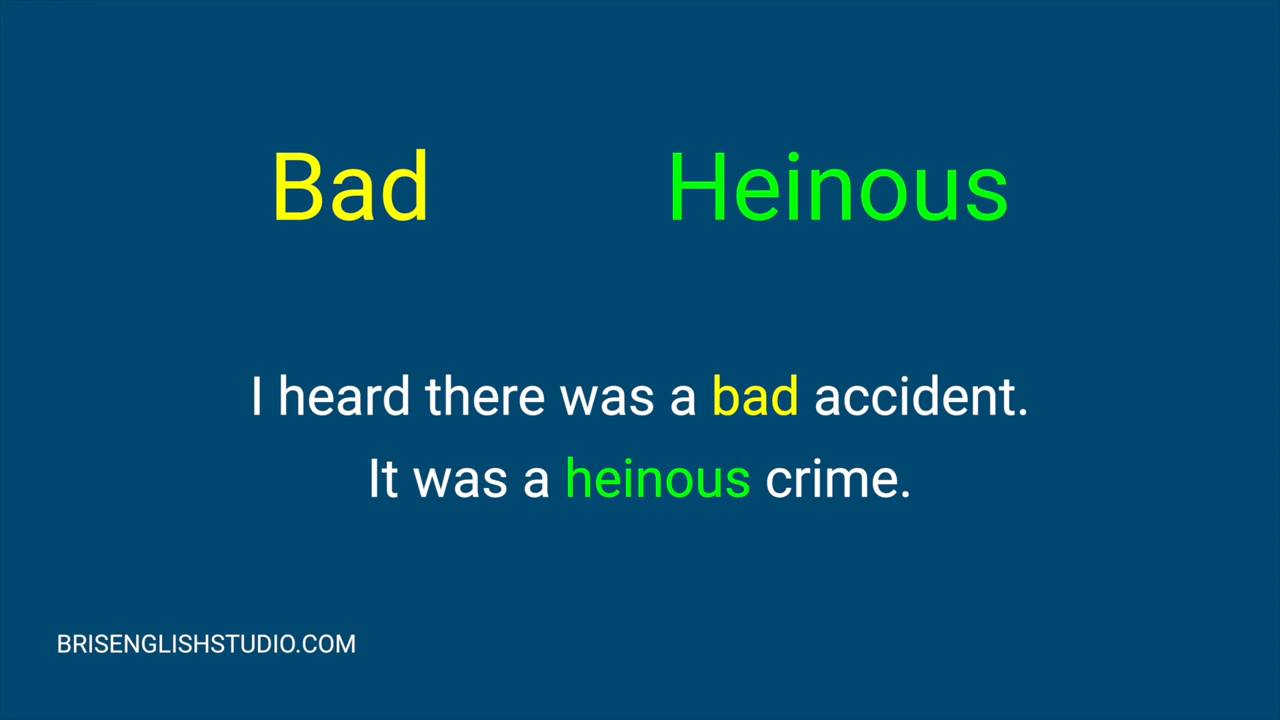 Bad Heinous
I heard there was a bad accident.
It was a heinous crime.
BRISENGLISHSTUDIO.COM